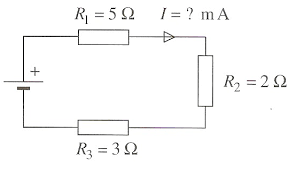 R₁ = 5 Ω I = ? mA
+
R₂ = 2 Ω
R₃ = 3 Ω